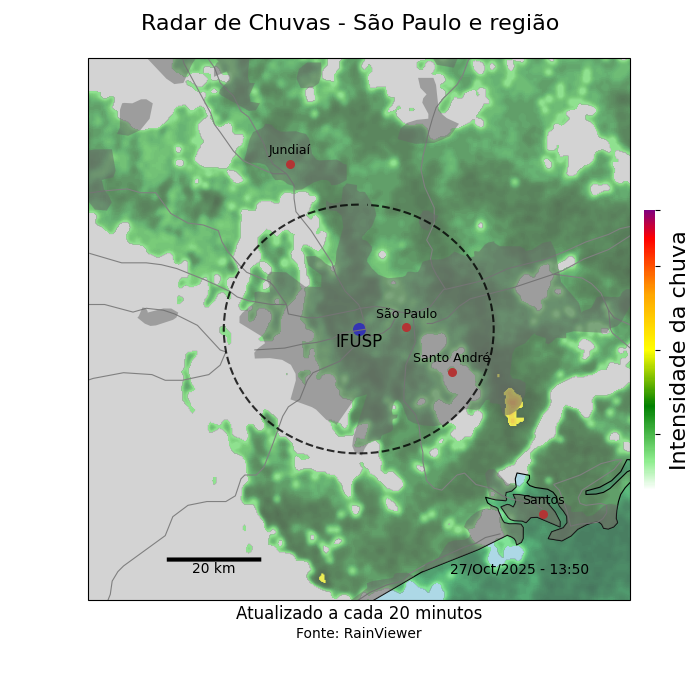 Radar de Chuvas - São Paulo e região
Jundiaí
São Paulo
IFUSP
Santo André
Santos
27/Oct/2025 - 13:50
20 km
Intensidade da chuva
Atualizado a cada 20 minutos
Fonte: RainViewer